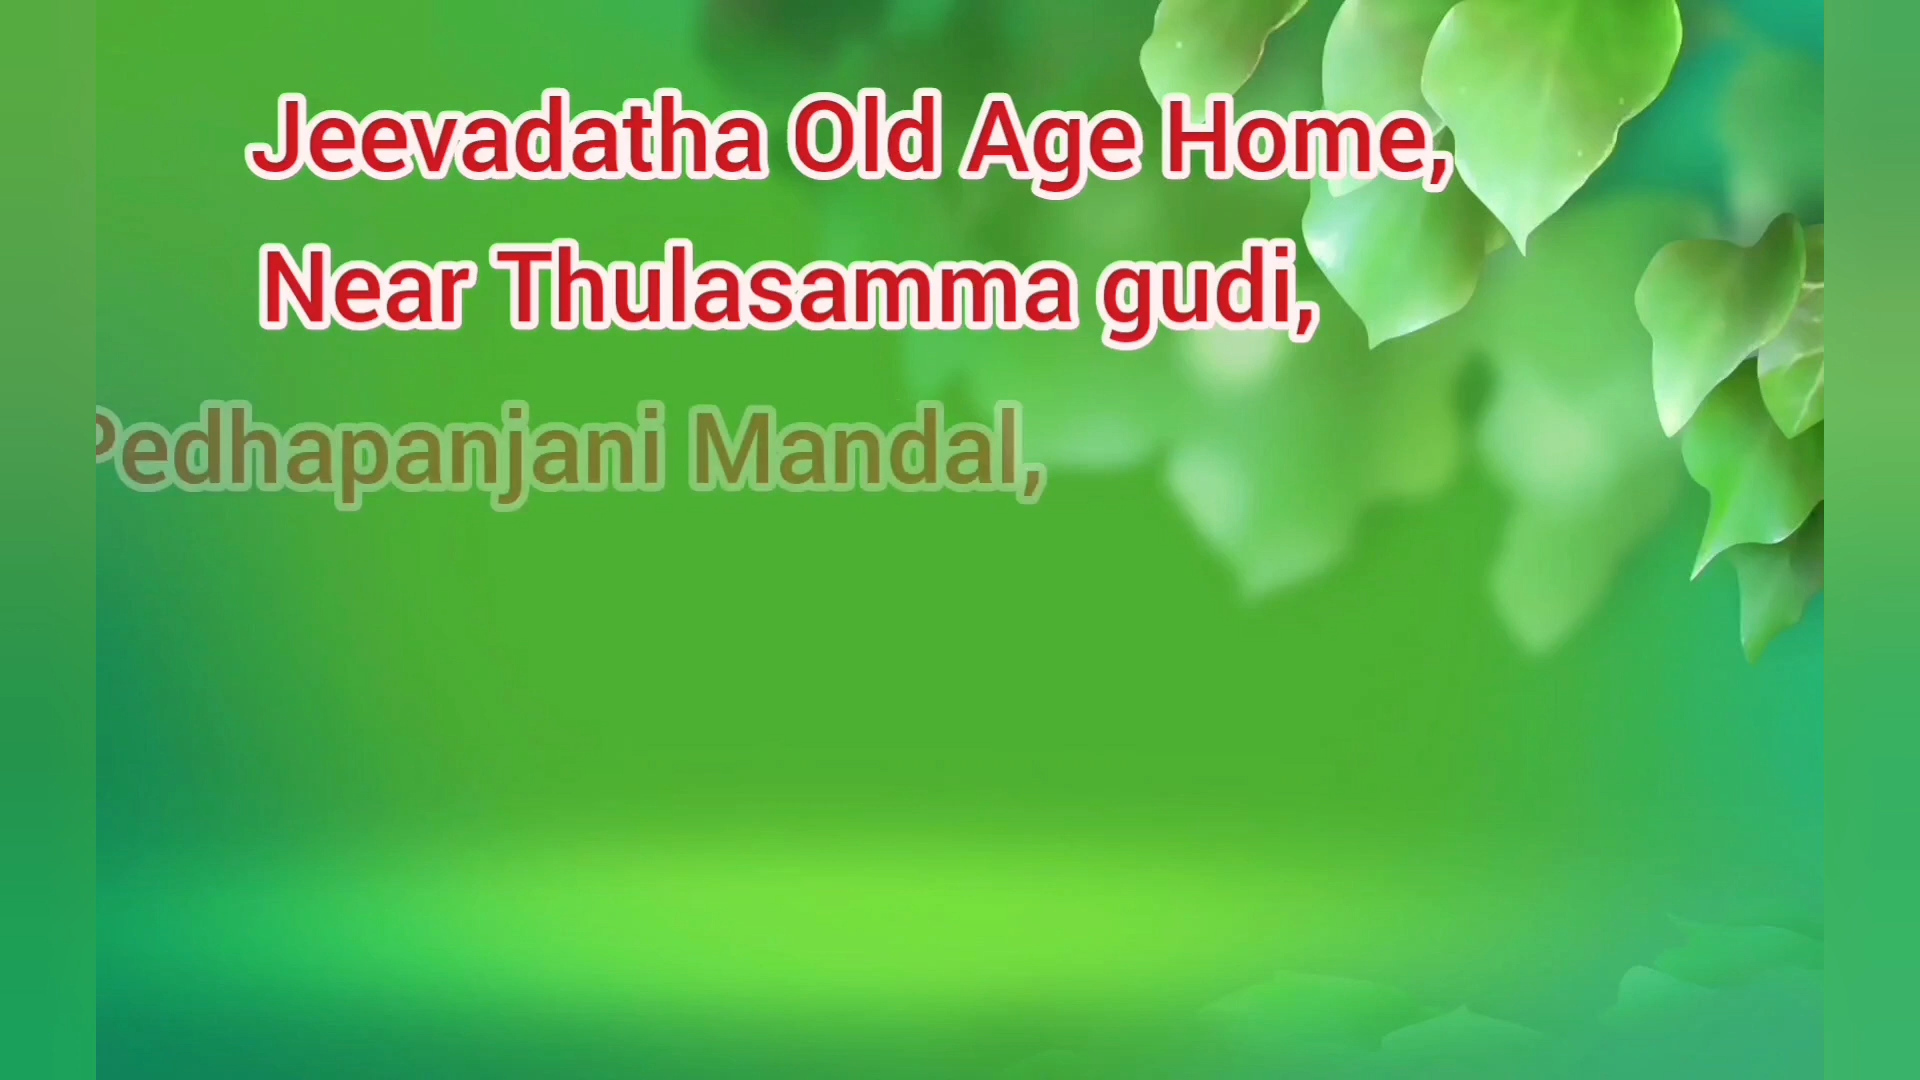 Jeevadatha Old Age Home,
Near Thulasamma gudi,
Pedhapanjani Mandal,